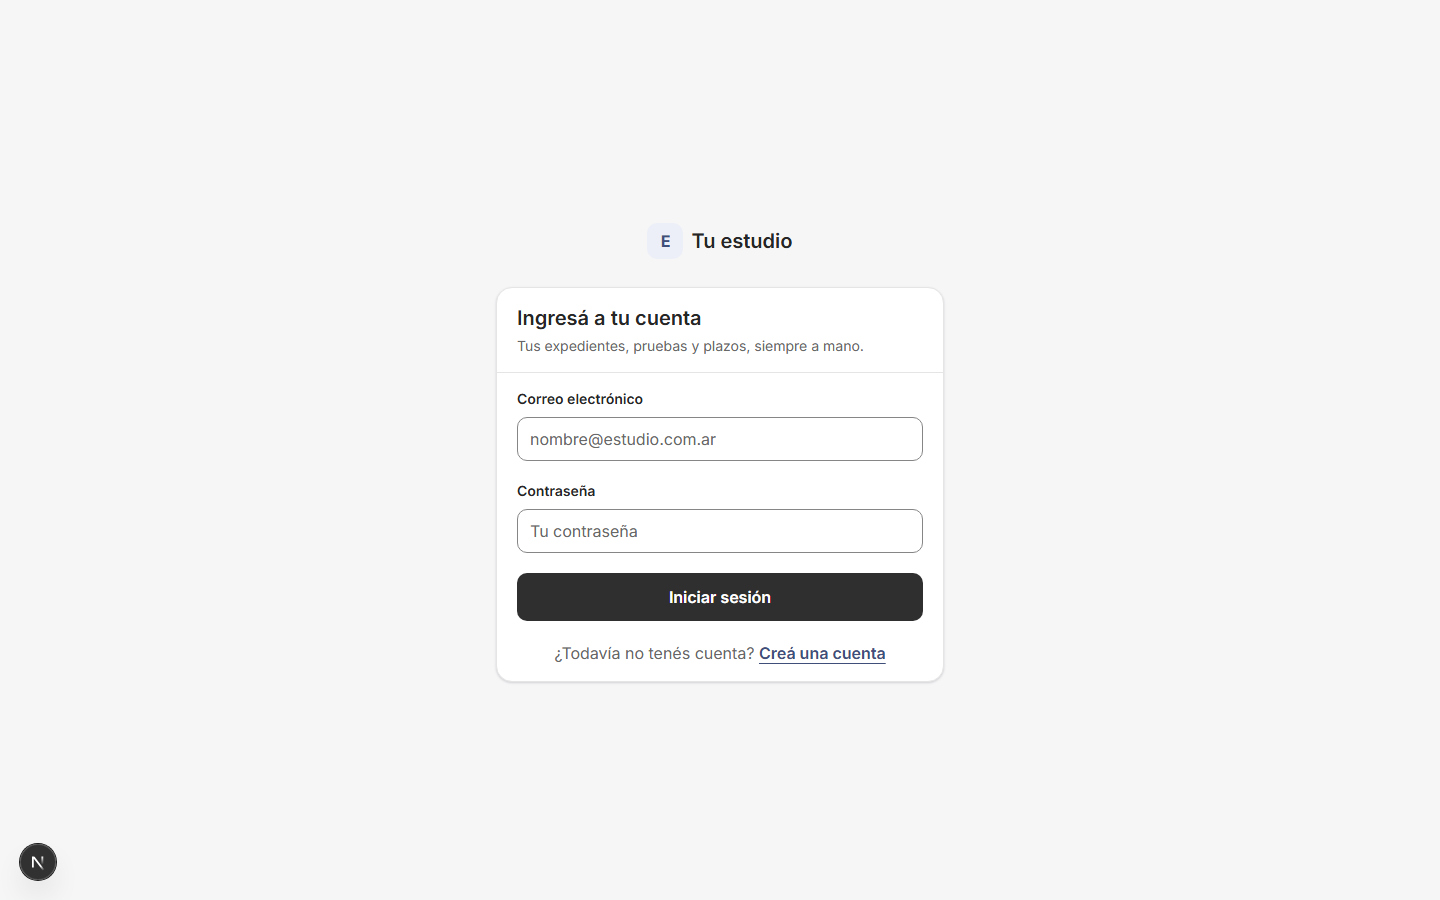 E Tu estudio
Ingresá a tu cuenta
Tus expedientes, pruebas y plazos, siempre a mano.
Correo electrónico
nombre@estudio.com.ar
Contraseña
Tu contraseña
Iniciar sesión
¿Todavía no tenés cuenta? Creá una cuenta
N